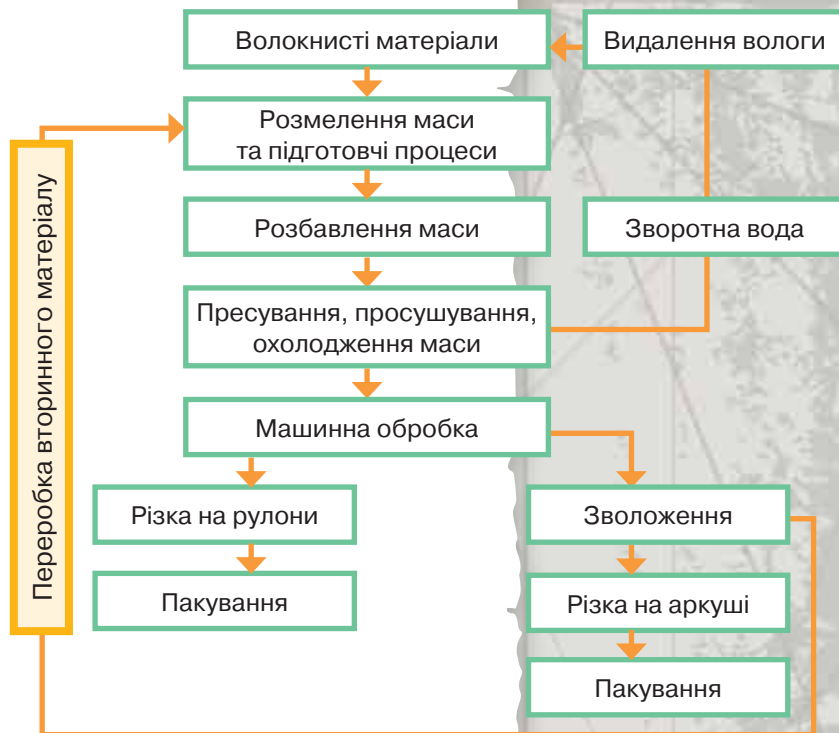 Волокнисті матеріали
Видалення вологи
Розмелення маси
та підготовчі процеси
Переробка вторинного матеріалу
Розбавлення маси
Зворотна вода
Пресування, просушування,
охолодження маси
Машинна обробка
Різка на рулони
Зволоження
Пакування
Різка на аркуші
Пакування